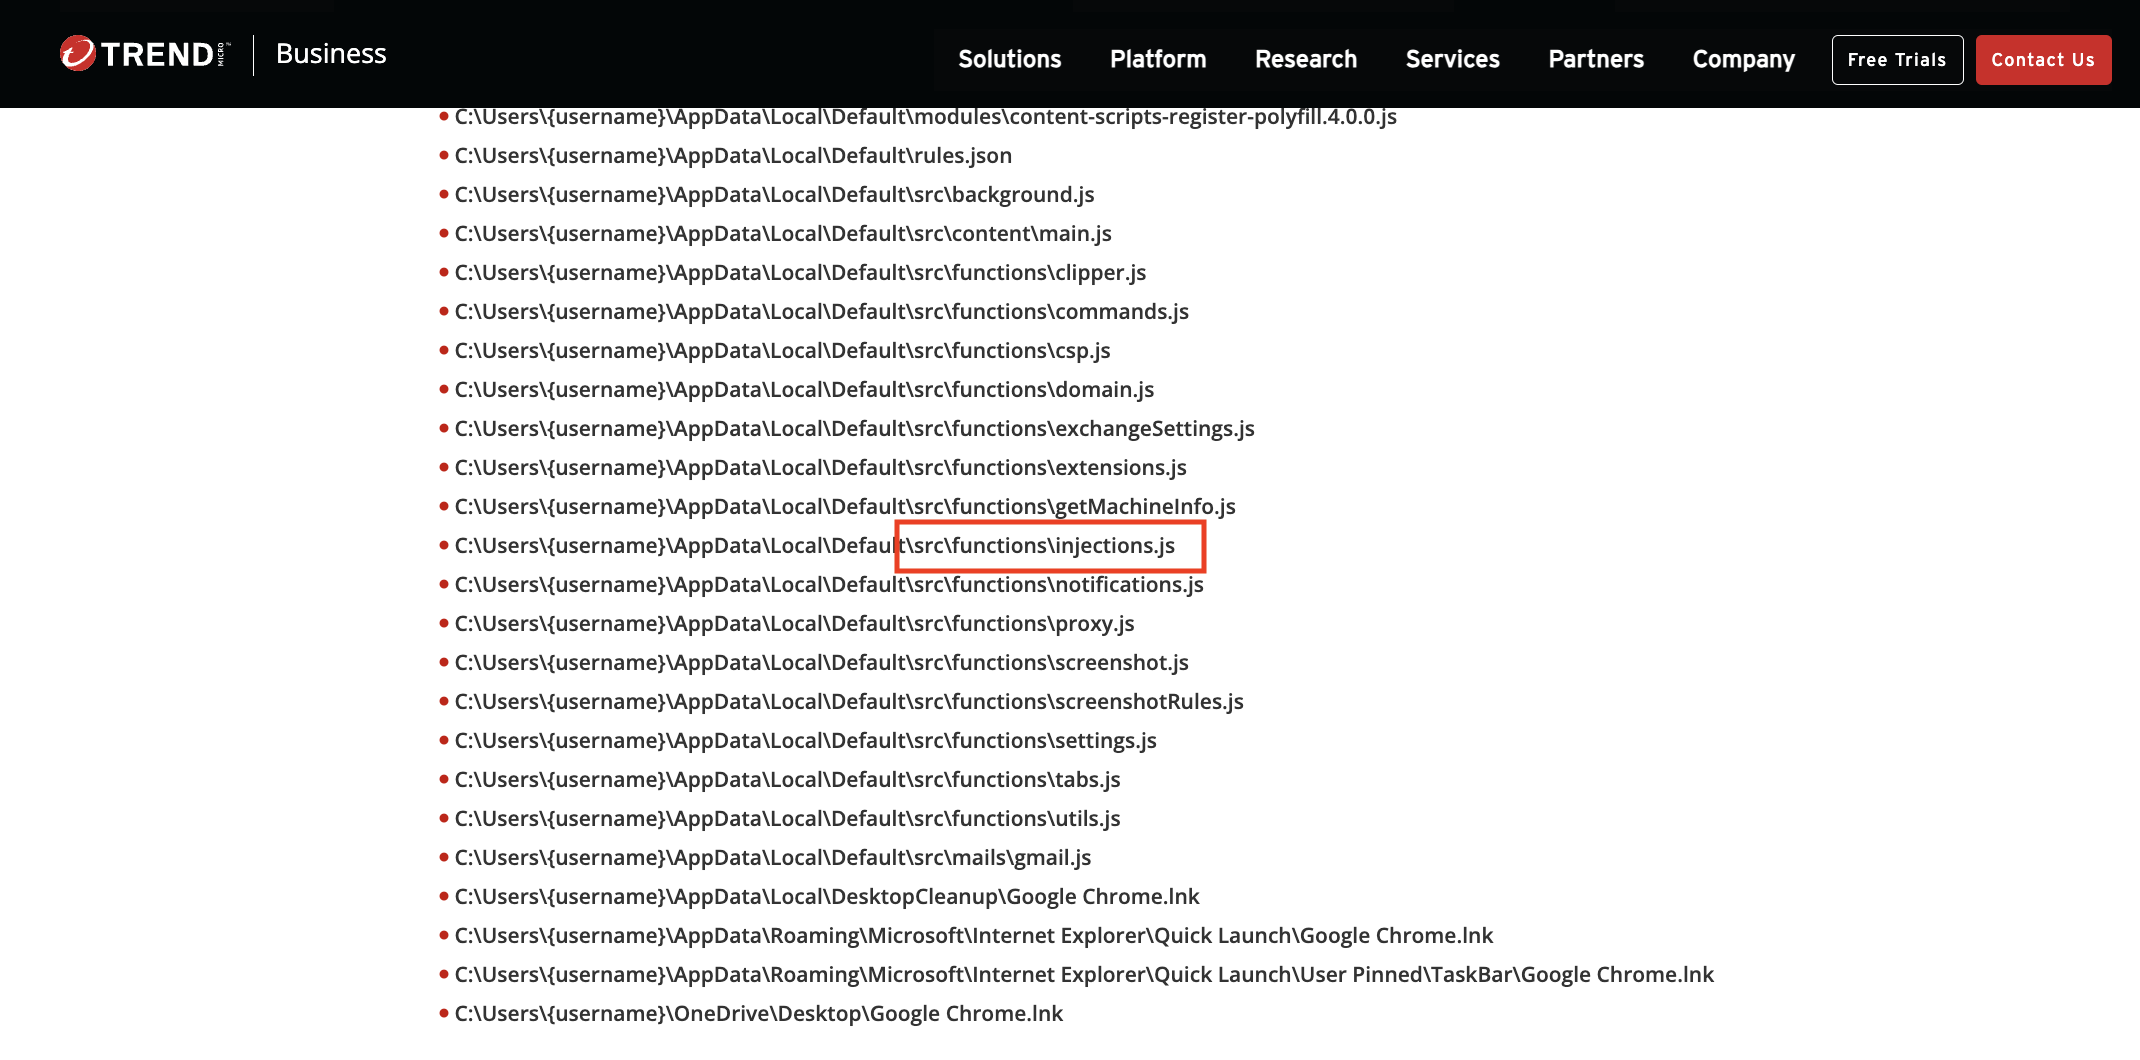 TREND MICRO™ Business Solutions Platform Research Services Partners Company Free Trials Contact Us
• C:\Users\{username}\AppData\Local\Default\modules\content-scripts-register-polyfill.4.0.0.js
• C:\Users\{username}\AppData\Local\Default\rules.json
• C:\Users\{username}\AppData\Local\Default\src\background.js
• C:\Users\{username}\AppData\Local\Default\src\content\main.js
• C:\Users\{username}\AppData\Local\Default\src\functions\clipper.js
• C:\Users\{username}\AppData\Local\Default\src\functions\commands.js
• C:\Users\{username}\AppData\Local\Default\src\functions\csp.js
• C:\Users\{username}\AppData\Local\Default\src\functions\domain.js
• C:\Users\{username}\AppData\Local\Default\src\functions\exchangeSettings.js
• C:\Users\{username}\AppData\Local\Default\src\functions\extensions.js
• C:\Users\{username}\AppData\Local\Default\src\functions\getMachineInfo.js
• C:\Users\{username}\AppData\Local\Default\src\functions\injections.js
• C:\Users\{username}\AppData\Local\Default\src\functions\notifications.js
• C:\Users\{username}\AppData\Local\Default\src\functions\proxy.js
• C:\Users\{username}\AppData\Local\Default\src\functions\screenshot.js
• C:\Users\{username}\AppData\Local\Default\src\functions\screenshotRules.js
• C:\Users\{username}\AppData\Local\Default\src\functions\settings.js
• C:\Users\{username}\AppData\Local\Default\src\functions\tabs.js
• C:\Users\{username}\AppData\Local\Default\src\functions\utils.js
• C:\Users\{username}\AppData\Local\Default\src\mails\gmail.js
• C:\Users\{username}\AppData\Local\DesktopCleanup\Google Chrome.lnk
• C:\Users\{username}\AppData\Roaming\Microsoft\Internet Explorer\Quick Launch\Google Chrome.lnk
• C:\Users\{username}\AppData\Roaming\Microsoft\Internet Explorer\Quick Launch\User Pinned\TaskBar\Google Chrome.lnk
• C:\Users\{username}\OneDrive\Desktop\Google Chrome.lnk